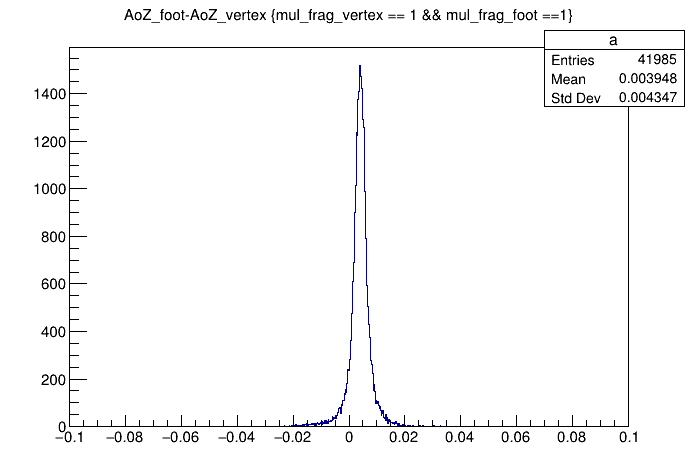 AoZ_foot-AoZ_vertex {mul_frag_vertex == 1 && mul_frag_foot ==1}
a
Entries 41985
Mean 0.003948
Std Dev 0.004347
1400
1200
1000
800
600
400
200
0
−0.1 −0.08 −0.06 −0.04 −0.02 0 0.02 0.04 0.06 0.08 0.1